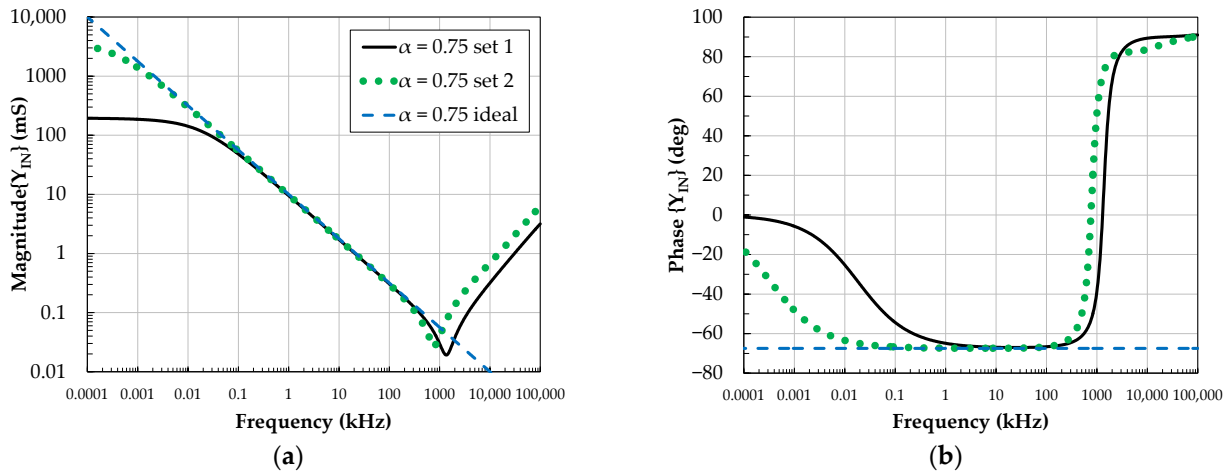 10,000
1000
100
10
1
0.1
0.01
Magnitude{Y_IN} (mS)
α = 0.75 set 1
α = 0.75 set 2
α = 0.75 ideal
0.0001 0.001 0.01 0.1 1 10 100 1000 10,000 100,000
Frequency (kHz)
(a)
100
80
60
40
20
0
−20
−40
−60
−80
Phase {Y_IN} (deg)
0.0001 0.001 0.01 0.1 1 10 100 1000 10,000 100,000
Frequency (kHz)
(b)